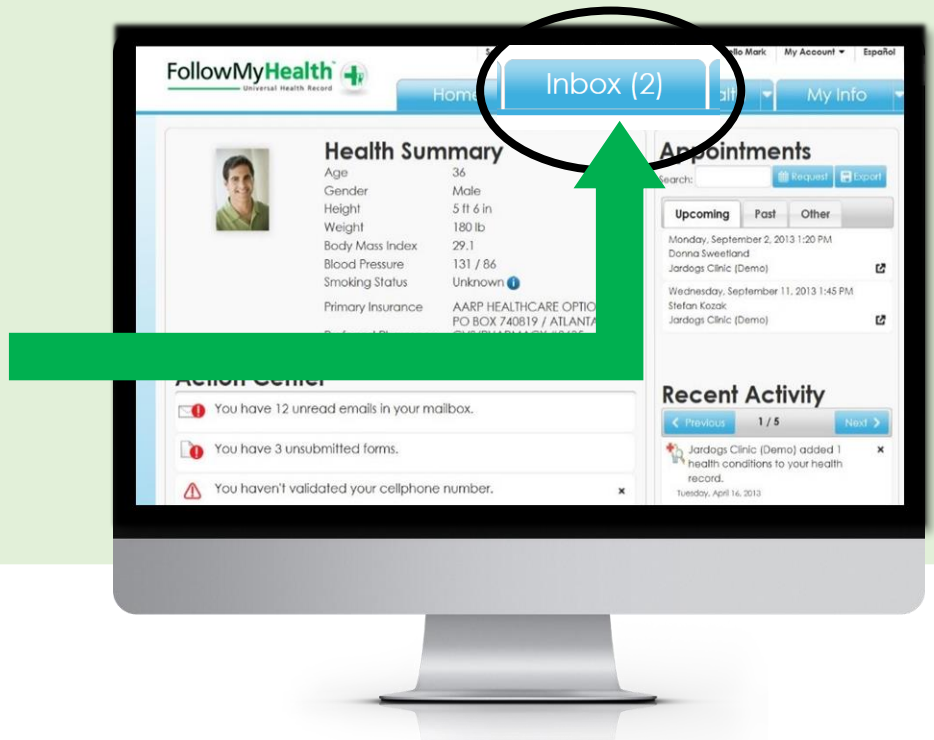 FollowMyHealth
Universal Health Record
Mark My Account Español
Home Inbox (2) My Info
Health Summary
Age 36
Gender Male
Height 5 ft 6 in
Weight 180 lb
Body Mass Index 29.1
Blood Pressure 131 / 86
Smoking Status Unknown
Primary Insurance AARP HEALTHCARE OPTIO
PO BOX 740819 / ATLANTA
Action Center
You have 12 unread emails in your mailbox.
You have 3 unsubmitted forms.
You haven't validated your cellphone number. x
Appointments
Search: Request Export
Upcoming Past Other
Monday, September 2, 2013 1:20 PM
Donna Sweetland
Jardogs Clinic (Demo)
Wednesday, September 11, 2013 1:45 PM
Stefan Kozak
Jardogs Clinic (Demo)
Recent Activity
Previous 1 / 5 Next
Jardogs Clinic (Demo) added 1 x
health conditions to your health
record.
Tuesday, April 16, 2013